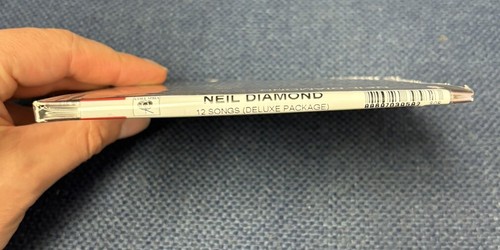 NEIL DIAMOND
12 SONGS (DELUXE PACKAGE)